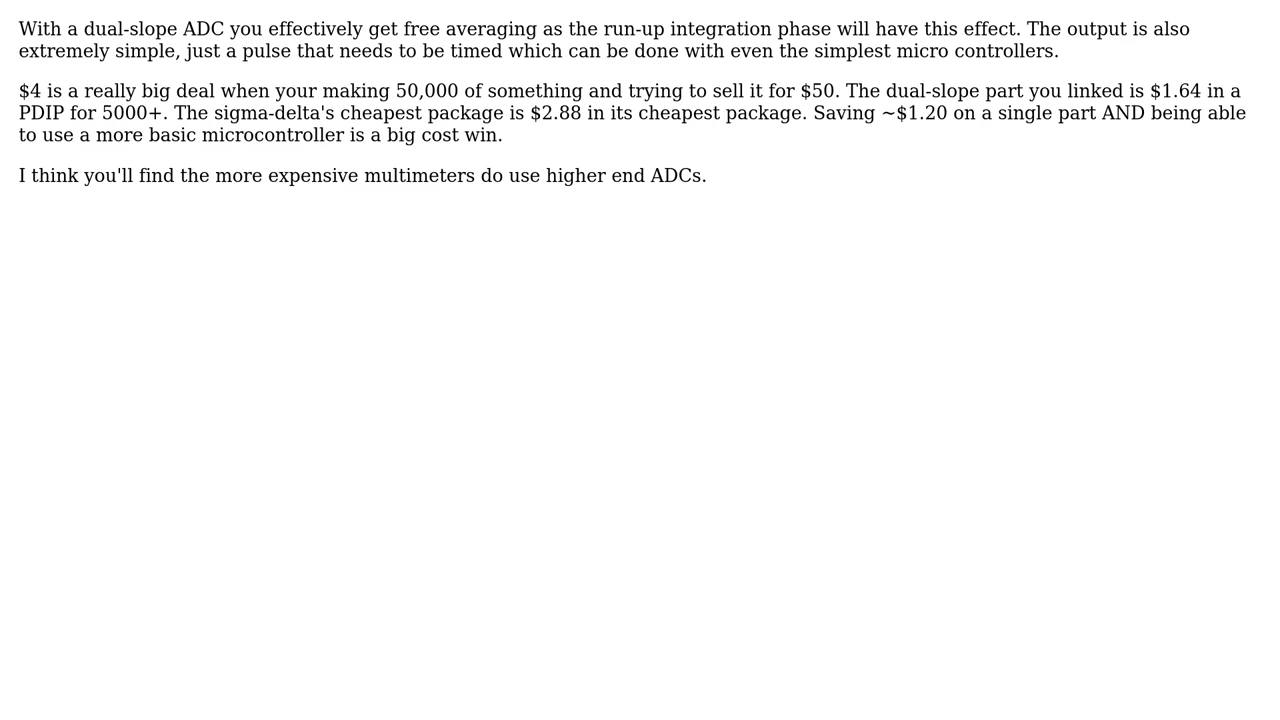 With a dual-slope ADC you effectively get free averaging as the run-up integration phase will have this effect. The output is also
extremely simple, just a pulse that needs to be timed which can be done with even the simplest micro controllers.
$4 is a really big deal when your making 50,000 of something and trying to sell it for $50. The dual-slope part you linked is $1.64 in a
PDIP for 5000+. The sigma-delta's cheapest package is $2.88 in its cheapest package. Saving ~$1.20 on a single part AND being able
to use a more basic microcontroller is a big cost win.
I think you'll find the more expensive multimeters do use higher end ADCs.